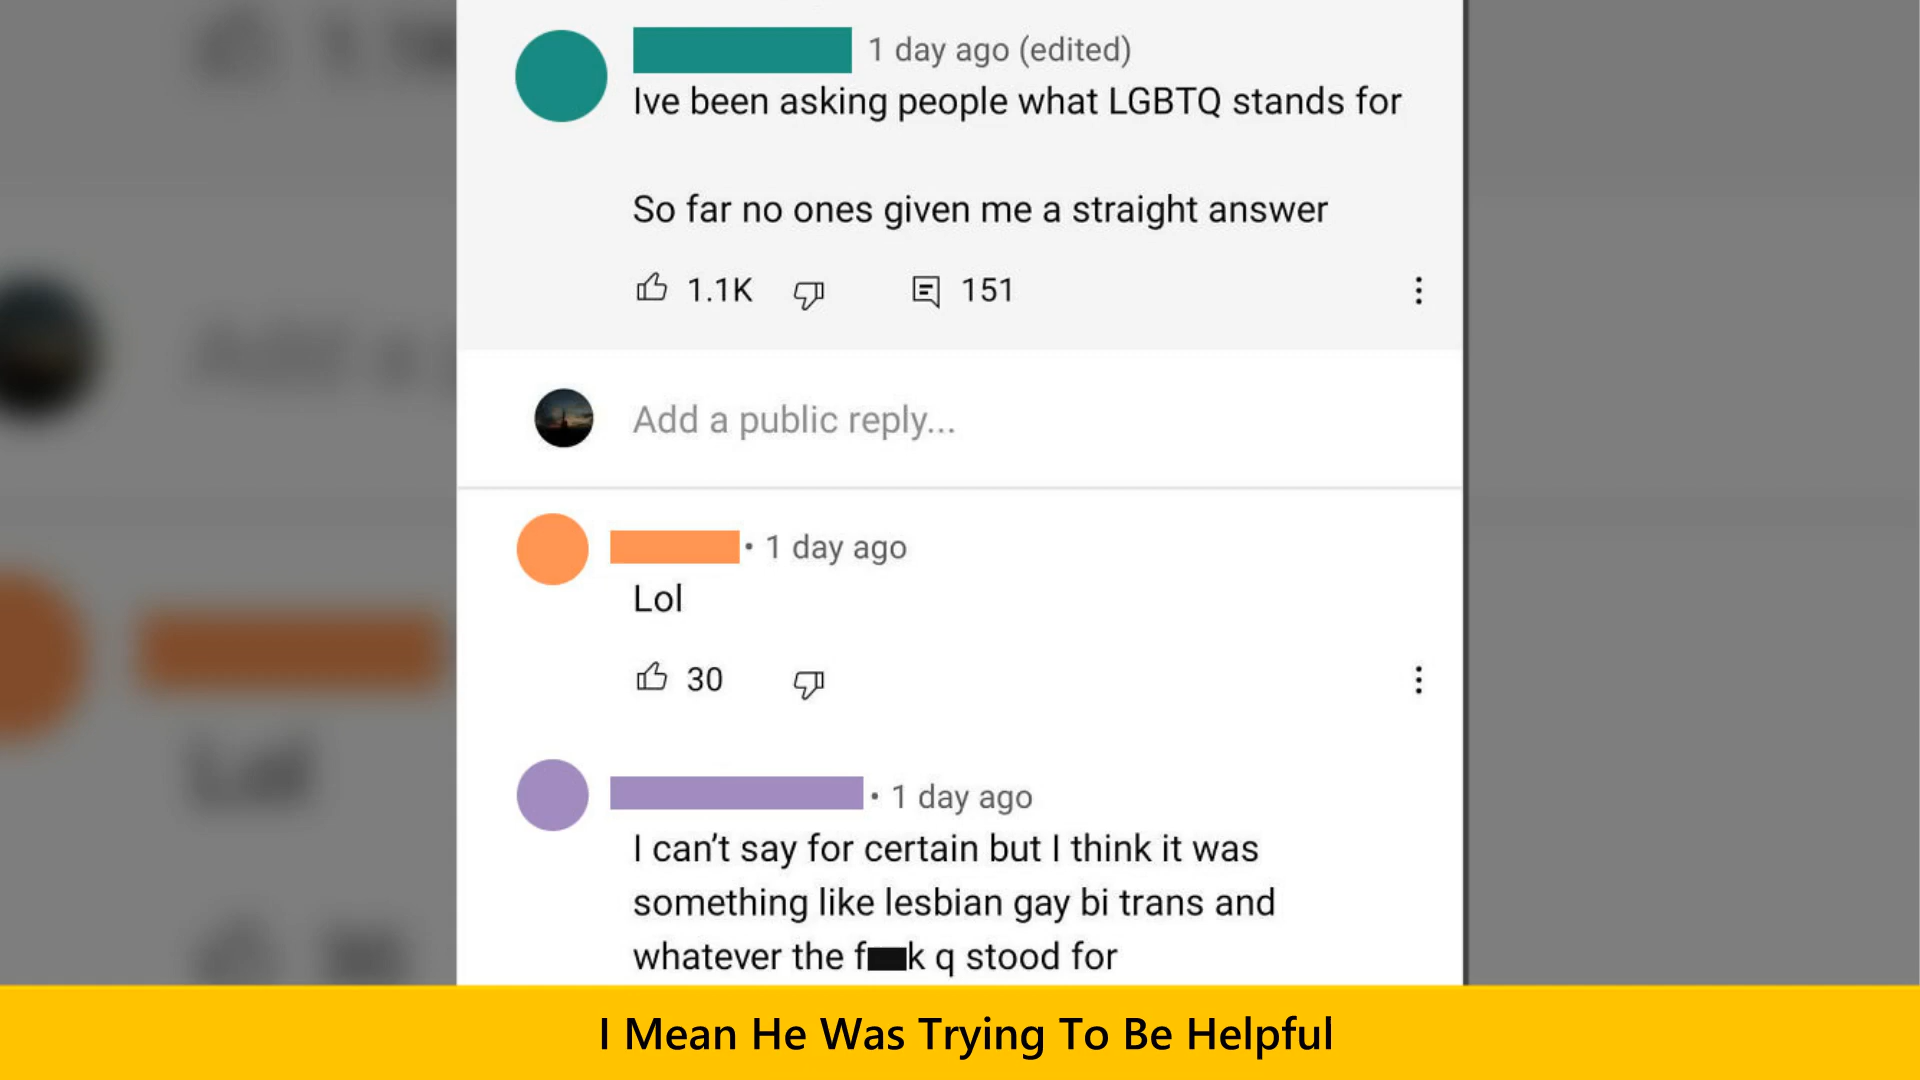 1 day ago (edited)
Ive been asking people what LGBTQ stands for
So far no ones given me a straight answer
1.1K 151
Add a public reply...
• 1 day ago
Lol
30
• 1 day ago
I can’t say for certain but I think it was
something like lesbian gay bi trans and
whatever the f k q stood for
I Mean He Was Trying To Be Helpful
Lol